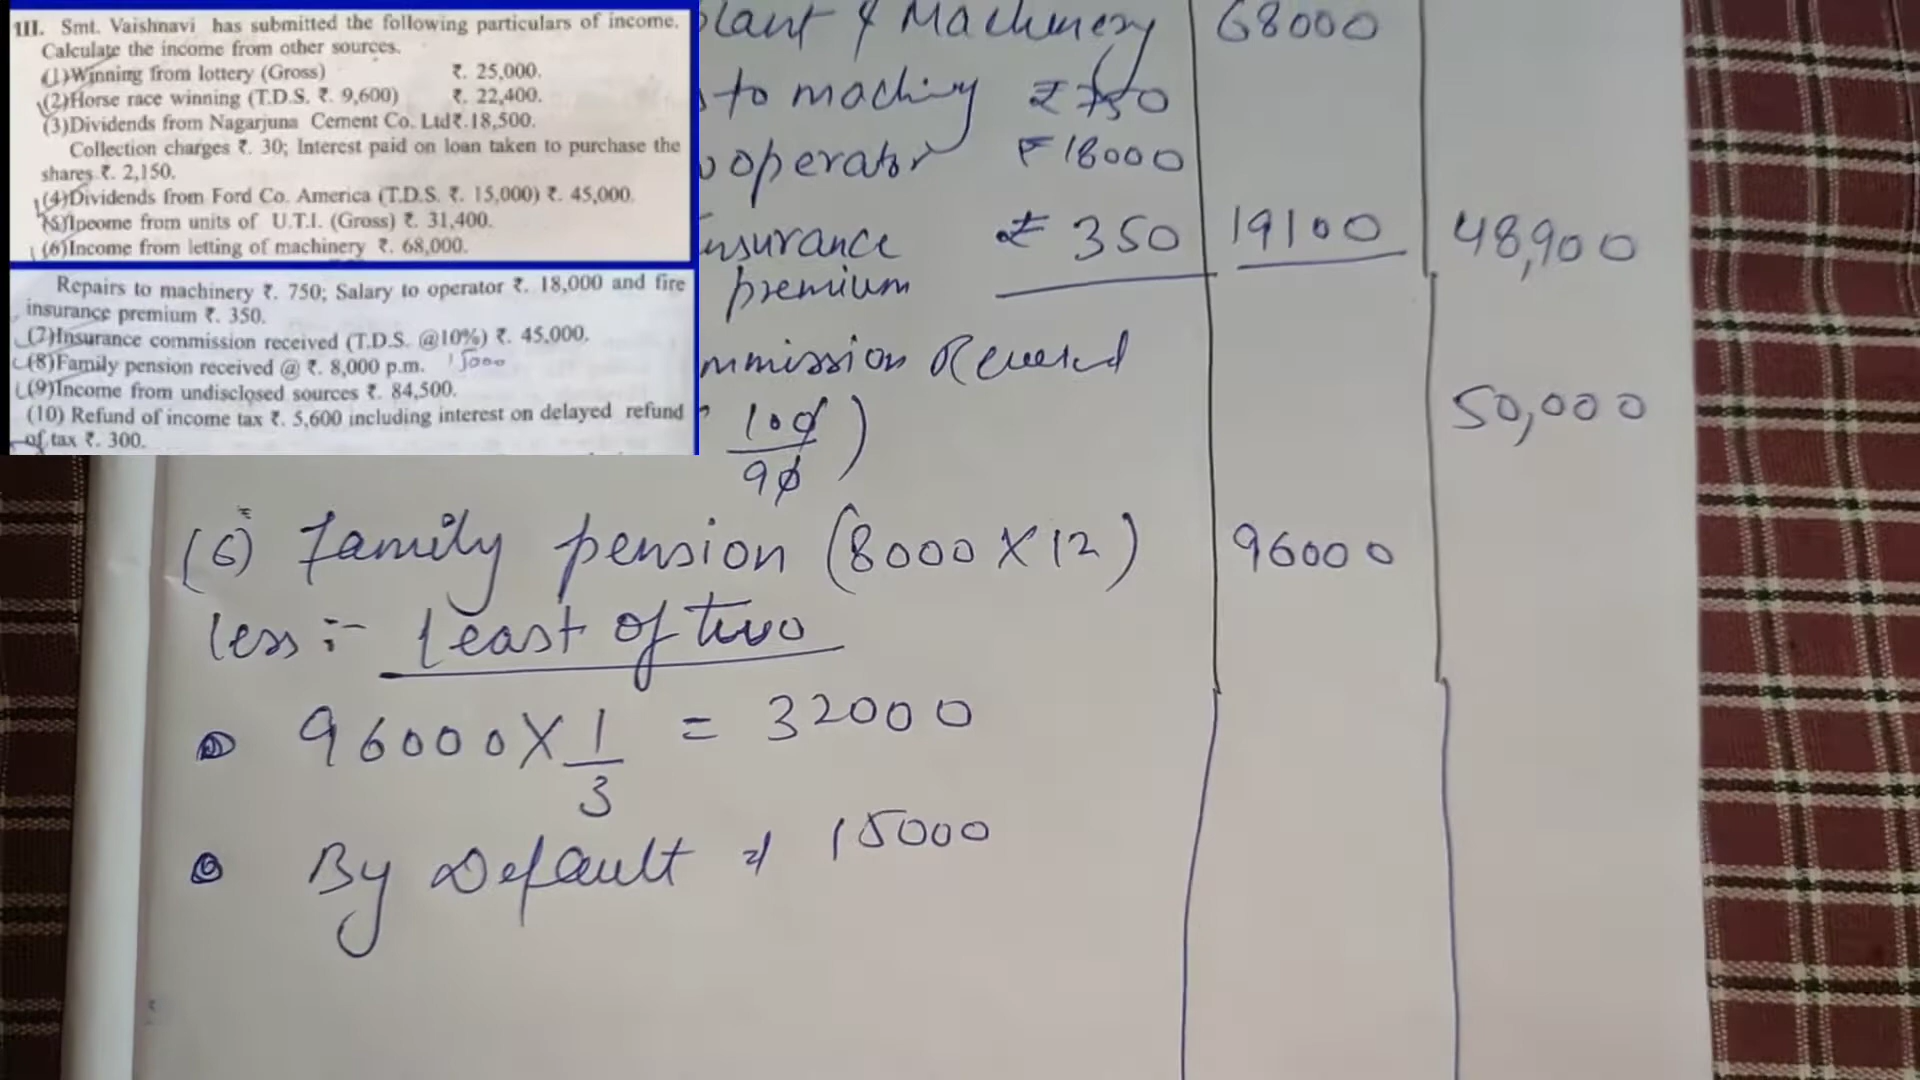 III. Smt. Vaishnavi has submitted the following particulars of income.
Calculate the income from other sources.
(1)Winning from lottery (Gross) ₹. 25,000.
(2)Horse race winning (T.D.S. ₹. 9,600) ₹. 22,400.
(3)Dividends from Nagarjuna Cement Co. Ltd₹.18,500.
Collection charges ₹. 30; Interest paid on loan taken to purchase the
shares ₹. 2,150.
(4)Dividends from Ford Co. America (T.D.S. ₹. 15,000) ₹. 45,000.
(5)Income from units of U.T.I. (Gross) ₹. 31,400.
(6)Income from letting of machinery ₹. 68,000.
Repairs to machinery ₹. 750; Salary to operator ₹. 18,000 and fire
insurance premium ₹. 350.
(7)Insurance commission received (T.D.S. @10%) ₹. 45,000.
(8)Family pension received @ ₹. 8,000 p.m. 15000
(9)Income from undisclosed sources ₹. 84,500.
(10) Refund of income tax ₹. 5,600 including interest on delayed refund
of tax ₹. 300.
plant & Machinery 68000
to machinery ₹ 750
operator ₹ 18000
insurance ₹ 350 19100 48,900
premium
mmission Received
100/90) 50,000
(6) Family pension (8000 X 12) 96000
less :- least of two
96000 X 1/3 = 32000
By Default = 15000